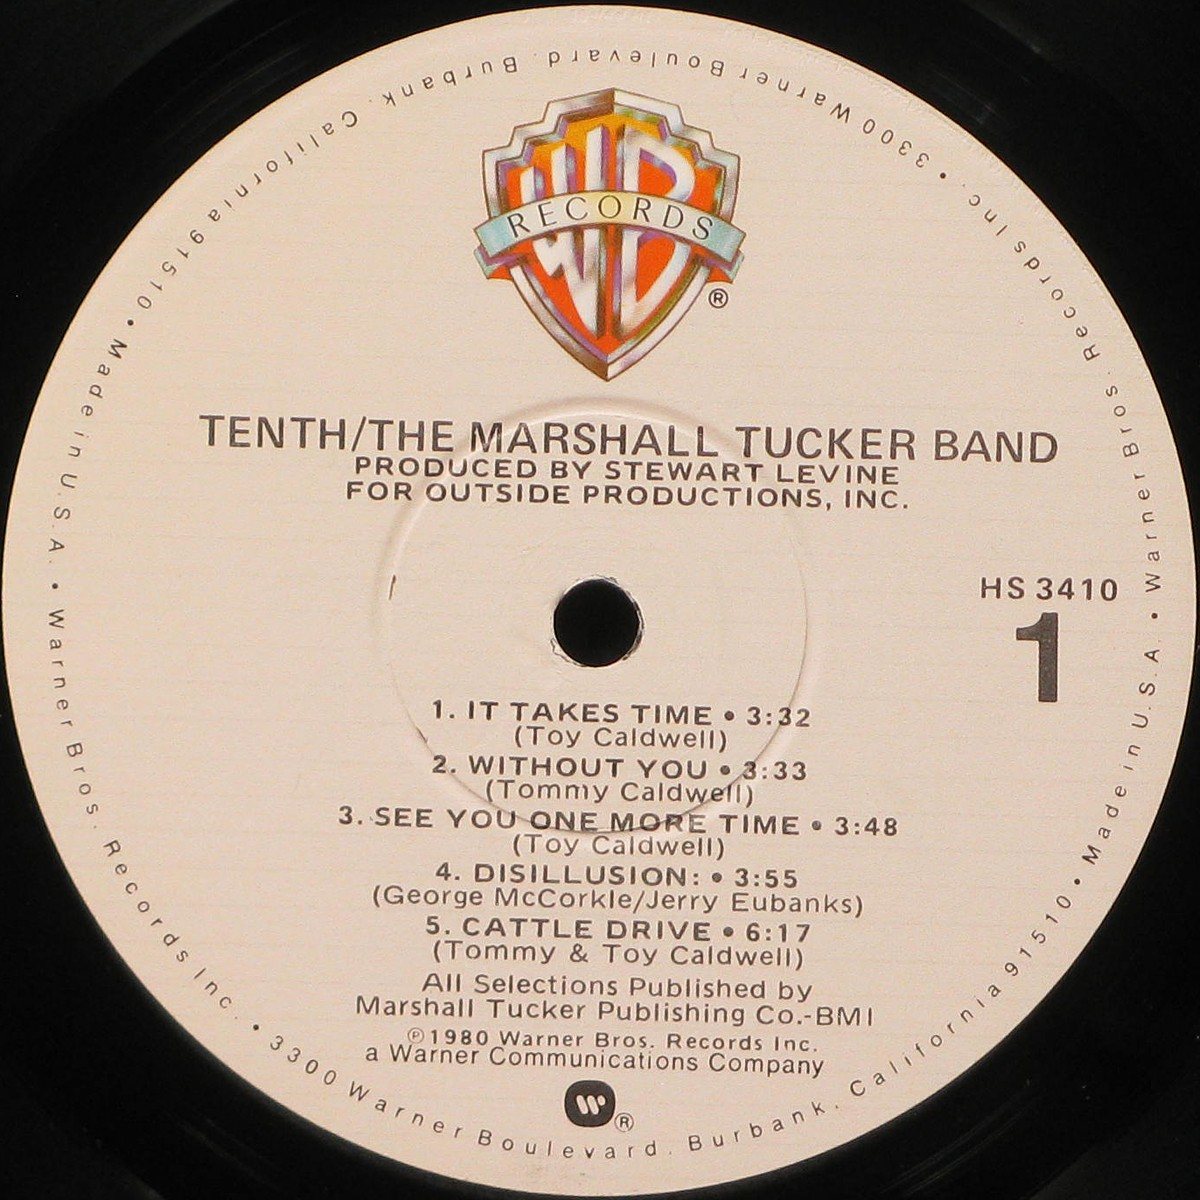 WB
RECORDS
®
TENTH/THE MARSHALL TUCKER BAND
PRODUCED BY STEWART LEVINE
FOR OUTSIDE PRODUCTIONS, INC.
HS 3410
1
1. IT TAKES TIME • 3:32
(Toy Caldwell)
2. WITHOUT YOU • 3:33
(Tommy Caldwell)
3. SEE YOU ONE MORE TIME • 3:48
(Toy Caldwell)
4. DISILLUSION: • 3:55
(George McCorkle/Jerry Eubanks)
5. CATTLE DRIVE • 6:17
(Tommy & Toy Caldwell)
All Selections Published by
Marshall Tucker Publishing Co.-BMI
℗1980 Warner Bros. Records Inc.
a Warner Communications Company
W ®
Made in U.S.A. • Warner Bros. Records Inc. • 3300 Warner Boulevard. Burbank. California 91510 • Made in U.S.A. • Warner Bros. Records Inc. • 3300 Warner Boulevard. Burbank. California 91510 •